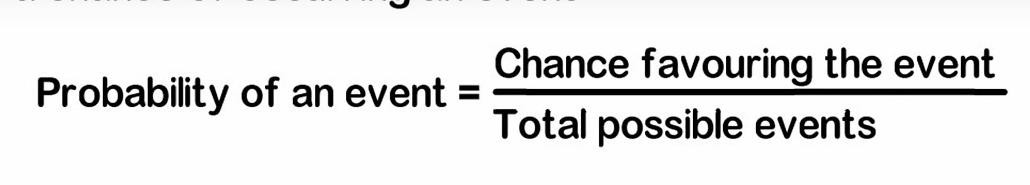 Probability of an event = Chance favouring the event
Total possible events